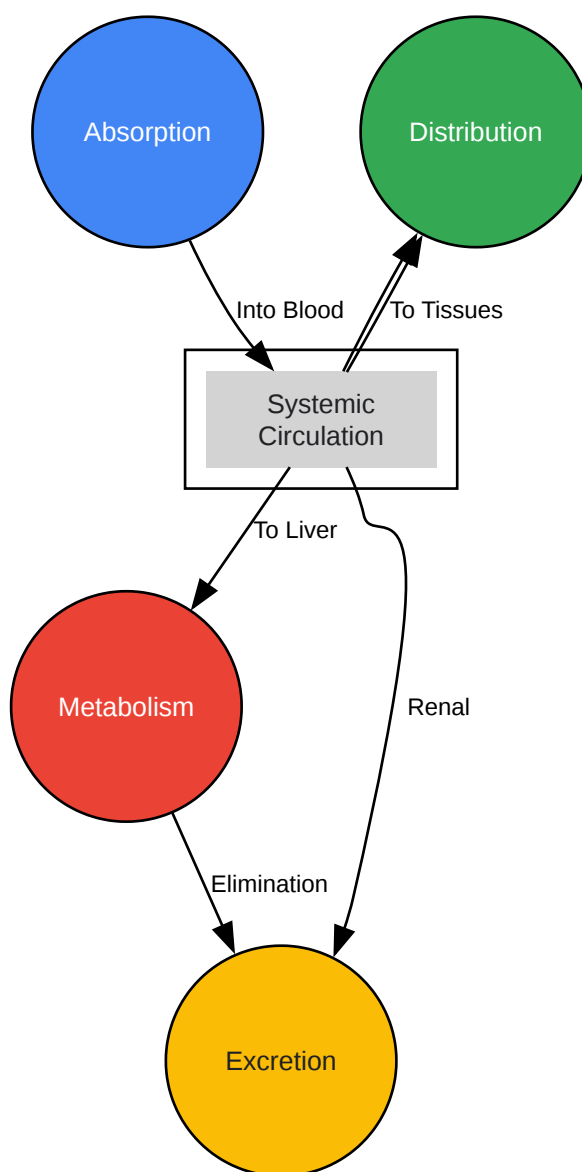 Absorption
Distribution
Into Blood
To Tissues
Systemic
Circulation
To Liver
Metabolism
Renal
Elimination
Excretion